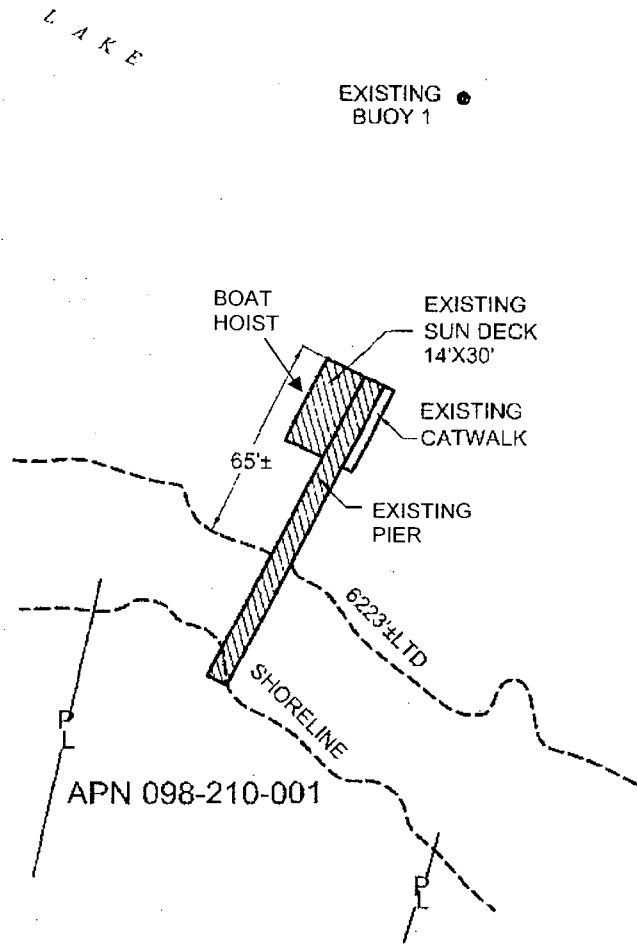 LAKE
EXISTING
BUOY 1
BOAT
HOIST
EXISTING
SUN DECK
14'X30'
EXISTING
CATWALK
65'±
EXISTING
PIER
6223'±LTD
SHORELINE
P
L
APN 098-210-001
P
L